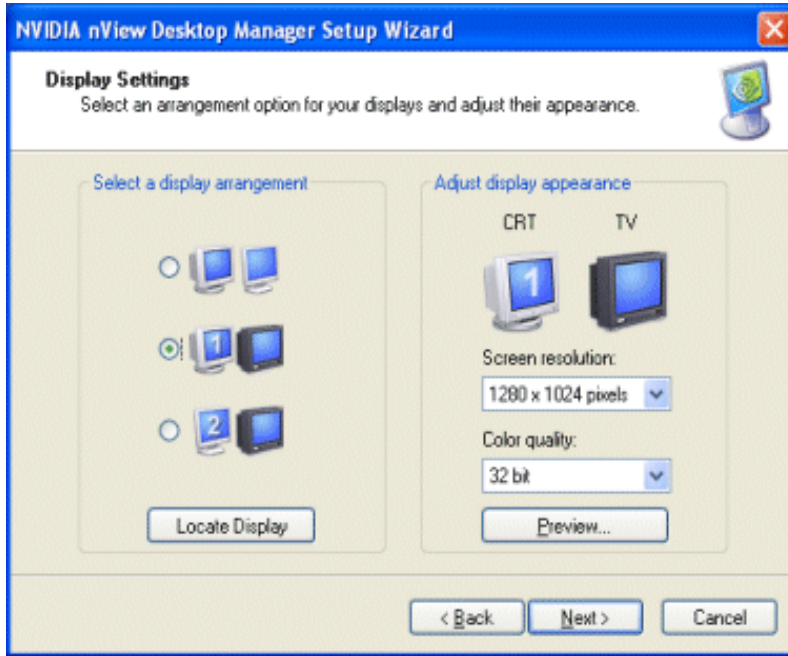 NVIDIA nView Desktop Manager Setup Wizard
Display Settings
Select an arrangement option for your displays and adjust their appearance.
Select a display arrangement
1
2
Locate Display
Adjust display appearance
CRT TV
1
Screen resolution:
1280 x 1024 pixels
Color quality:
32 bit
Preview...
< Back Next > Cancel